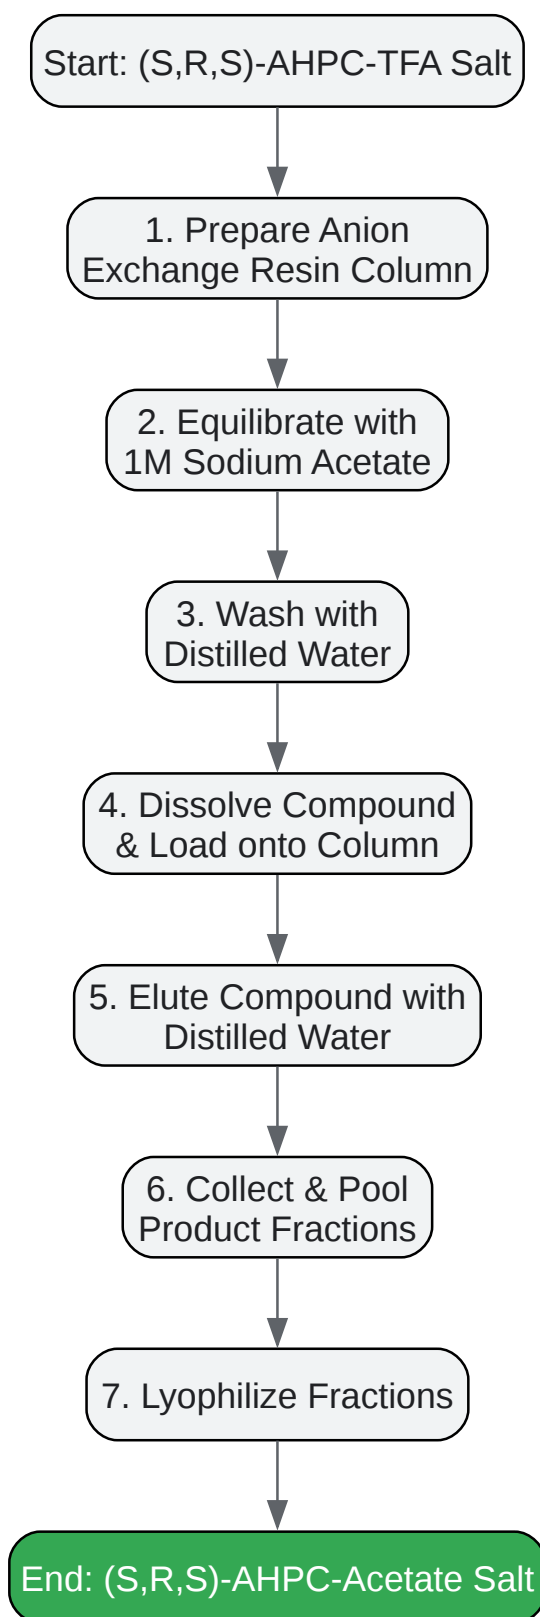 Start: (S,R,S)-AHPC-TFA Salt
1. Prepare Anion
Exchange Resin Column
2. Equilibrate with
1M Sodium Acetate
3. Wash with
Distilled Water
4. Dissolve Compound
& Load onto Column
5. Elute Compound with
Distilled Water
6. Collect & Pool
Product Fractions
7. Lyophilize Fractions
End: (S,R,S)-AHPC-Acetate Salt